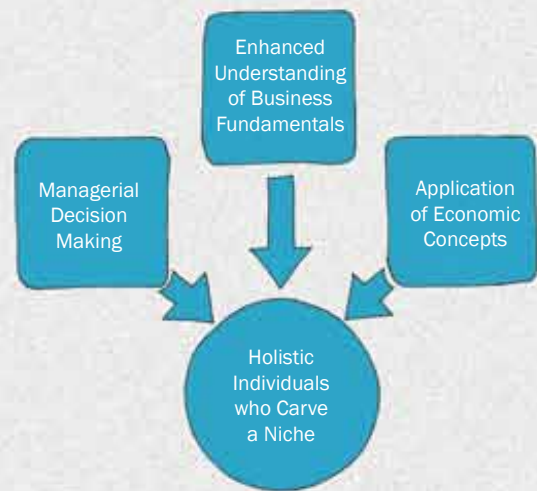 Enhanced
Understanding
of Business
Fundamentals
Managerial
Decision
Making
Application
of Economic
Concepts
Holistic
Individuals
who Carve
a Niche